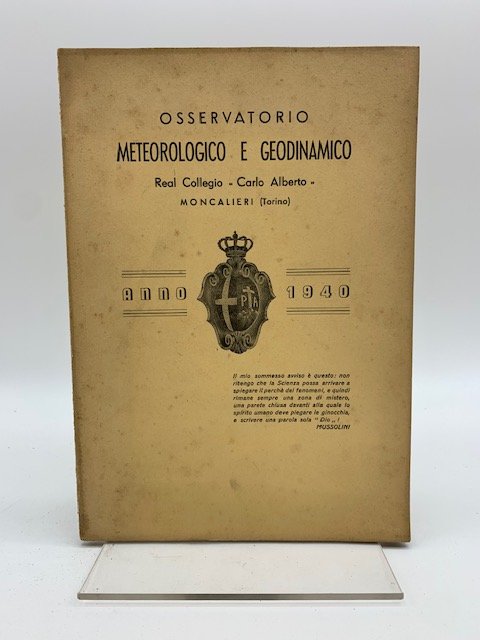 OSSERVATORIO
METEOROLOGICO E GEODINAMICO
Real Collegio „ Carlo Alberto „
MONCALIERI (Torino)
ANNO 1940
Il mio sommesso avviso è questo: non
ritengo che la Scienza possa arrivare a
spiegare il perchè dei fenomeni, e quindi
rimane sempre una zona di mistero,
una parete chiusa davanti alla quale lo
spirito umano deve piegare le ginocchia,
e scrivere una parola sola “ Dio „ !
MUSSOLINI